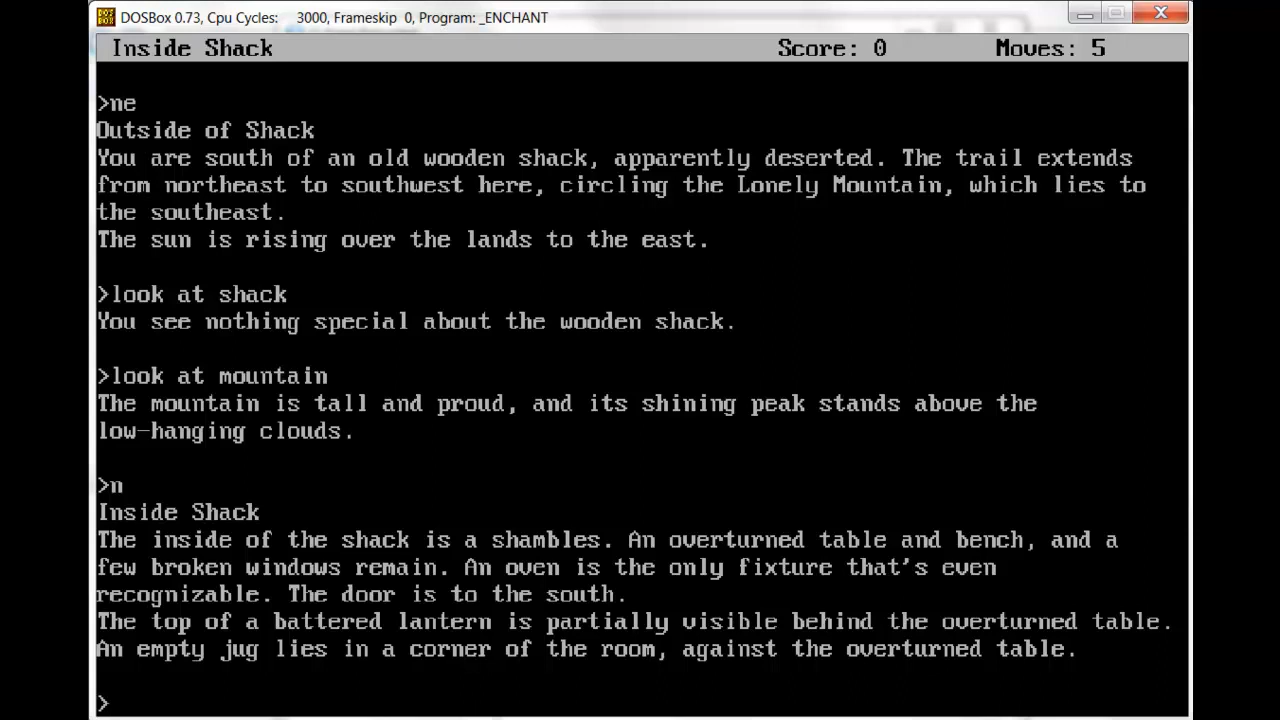 DOSBox 0.73, Cpu Cycles: 3000, Frameskip 0, Program: _ENCHANT
Inside Shack Score: 0 Moves: 5
>ne
Outside of Shack
You are south of an old wooden shack, apparently deserted. The trail extends
from northeast to southwest here, circling the Lonely Mountain, which lies to
the southeast.
The sun is rising over the lands to the east.
>look at shack
You see nothing special about the wooden shack.
>look at mountain
The mountain is tall and proud, and its shining peak stands above the
low-hanging clouds.
>n
Inside Shack
The inside of the shack is a shambles. An overturned table and bench, and a
few broken windows remain. An oven is the only fixture that's even
recognizable. The door is to the south.
The top of a battered lantern is partially visible behind the overturned table.
An empty jug lies in a corner of the room, against the overturned table.
>